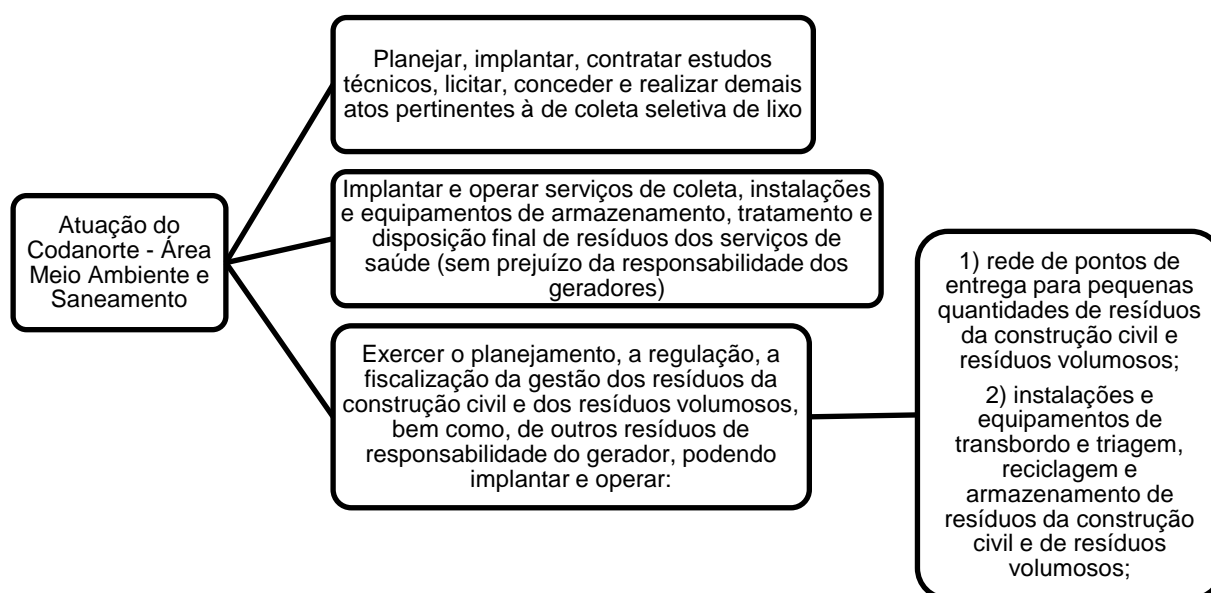 Planejar, implantar, contratar estudos
técnicos, licitar, conceder e realizar demais
atos pertinentes à de coleta seletiva de lixo
Atuação do
Codanorte - Área
Meio Ambiente e
Saneamento
Implantar e operar serviços de coleta, instalações
e equipamentos de armazenamento, tratamento e
disposição final de resíduos dos serviços de
saúde (sem prejuízo da responsabilidade dos
geradores)
Exercer o planejamento, a regulação, a
fiscalização da gestão dos resíduos da
construção civil e dos resíduos volumosos,
bem como, de outros resíduos de
responsabilidade do gerador, podendo
implantar e operar:
1) rede de pontos de
entrega para pequenas
quantidades de resíduos
da construção civil e
resíduos volumosos;
2) instalações e
equipamentos de
transbordo e triagem,
reciclagem e
armazenamento de
resíduos da construção
civil e de resíduos
volumosos;